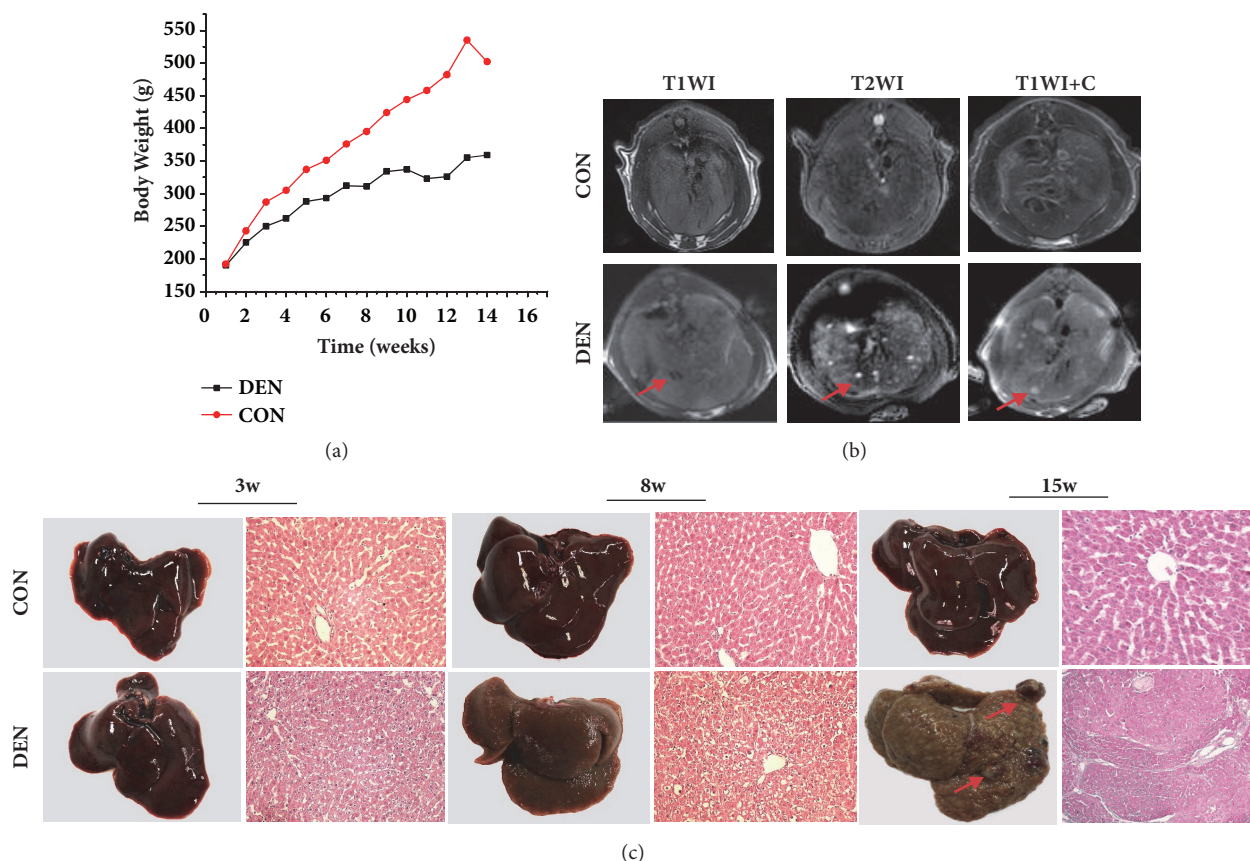 550
500
450
400
350
300
250
200
150
Body Weight (g)
0 2 4 6 8 10 12 14 16
Time (weeks)
DEN
CON
(a)
T1WI T2WI T1WI+C
CON
DEN
(b)
3w 8w 15w
CON
DEN
(c)